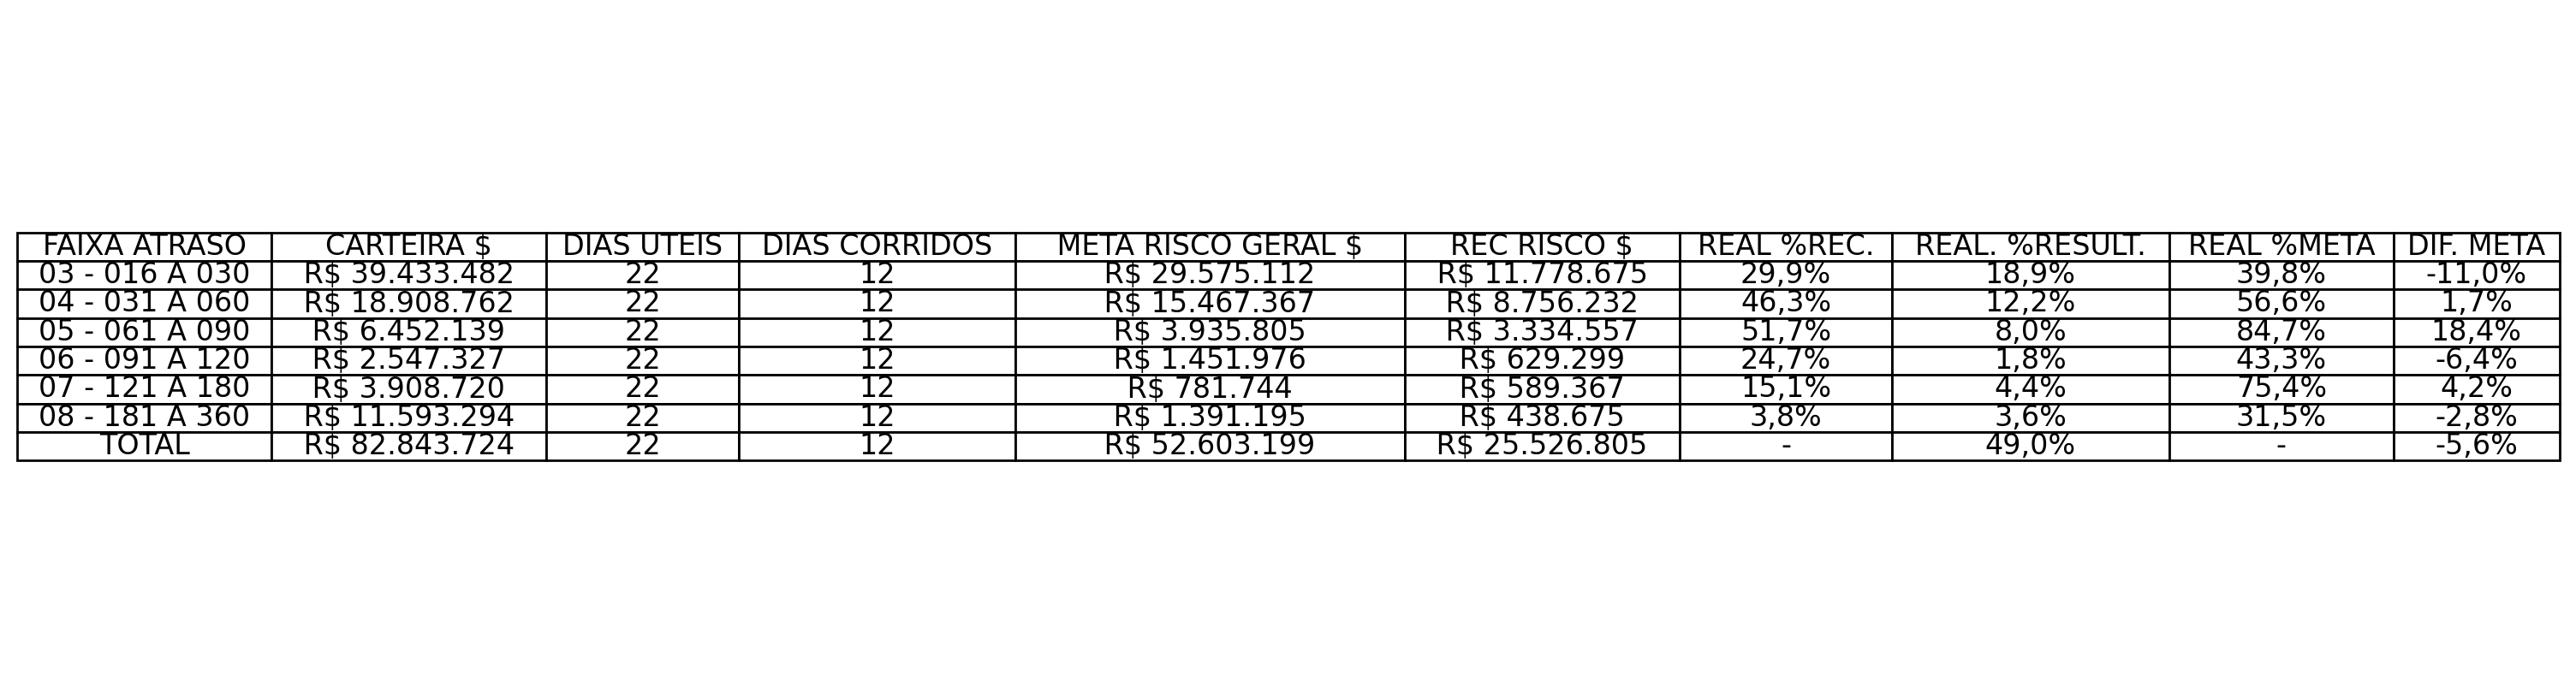 FAIXA ATRASO CARTEIRA $ DIAS UTEIS DIAS CORRIDOS META RISCO GERAL $ REC RISCO $ REAL %REC. REAL. %RESULT. REAL %META DIF. META
03 - 016 A 030 R$ 39.433.482 22 12 R$ 29.575.112 R$ 11.778.675 29,9% 18,9% 39,8% -11,0%
04 - 031 A 060 R$ 18.908.762 22 12 R$ 15.467.367 R$ 8.756.232 46,3% 12,2% 56,6% 1,7%
05 - 061 A 090 R$ 6.452.139 22 12 R$ 3.935.805 R$ 3.334.557 51,7% 8,0% 84,7% 18,4%
06 - 091 A 120 R$ 2.547.327 22 12 R$ 1.451.976 R$ 629.299 24,7% 1,8% 43,3% -6,4%
07 - 121 A 180 R$ 3.908.720 22 12 R$ 781.744 R$ 589.367 15,1% 4,4% 75,4% 4,2%
08 - 181 A 360 R$ 11.593.294 22 12 R$ 1.391.195 R$ 438.675 3,8% 3,6% 31,5% -2,8%
TOTAL R$ 82.843.724 22 12 R$ 52.603.199 R$ 25.526.805 - 49,0% - -5,6%